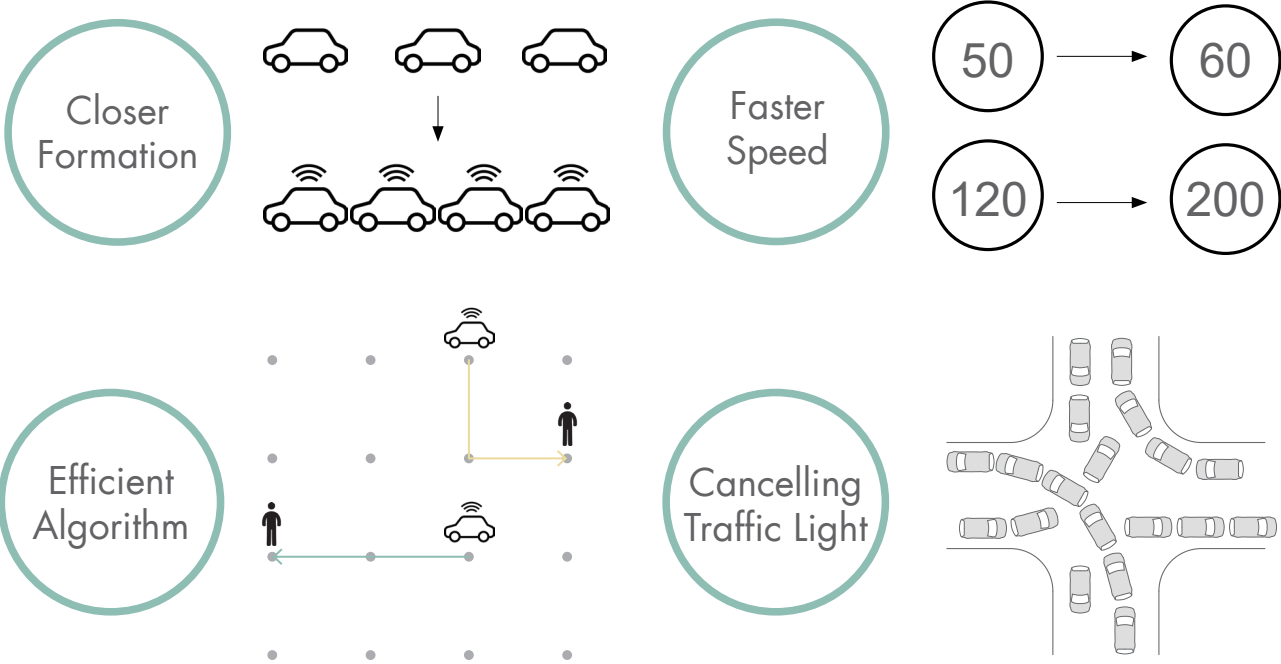 Closer
Formation
Faster
Speed
50
60
120
200
Efficient
Algorithm
Cancelling
Traffic Light